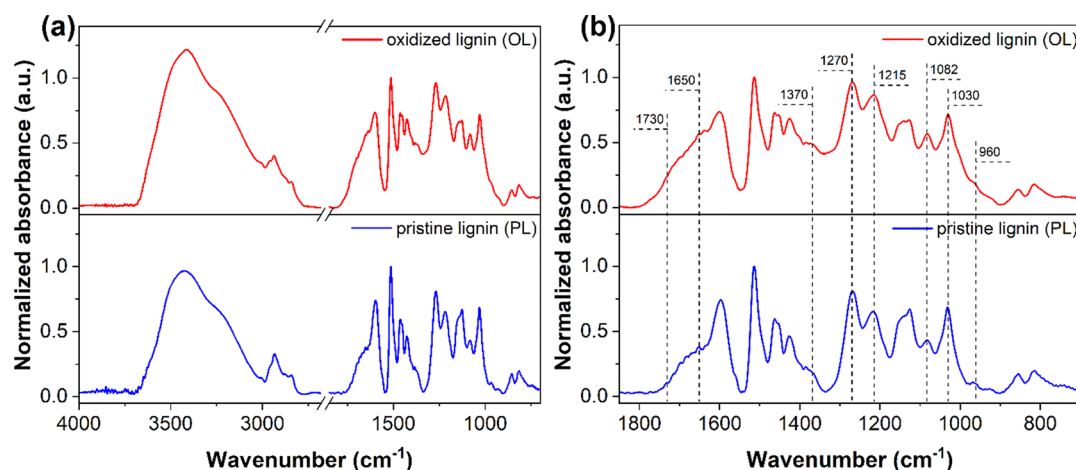 (a)
oxidized lignin (OL)
1.0
0.5
0.0
Normalized absorbance (a.u.)
pristine lignin (PL)
1.0
0.5
0.0
4000 3500 3000 1500 1000
Wavenumber (cm⁻¹)
(b)
oxidized lignin (OL)
1270
1082
1650
1370
1215
1030
1730
960
1.0
0.5
0.0
Normalized absorbance (a.u.)
pristine lignin (PL)
1.0
0.5
0.0
1800 1600 1400 1200 1000 800
Wavenumber (cm⁻¹)